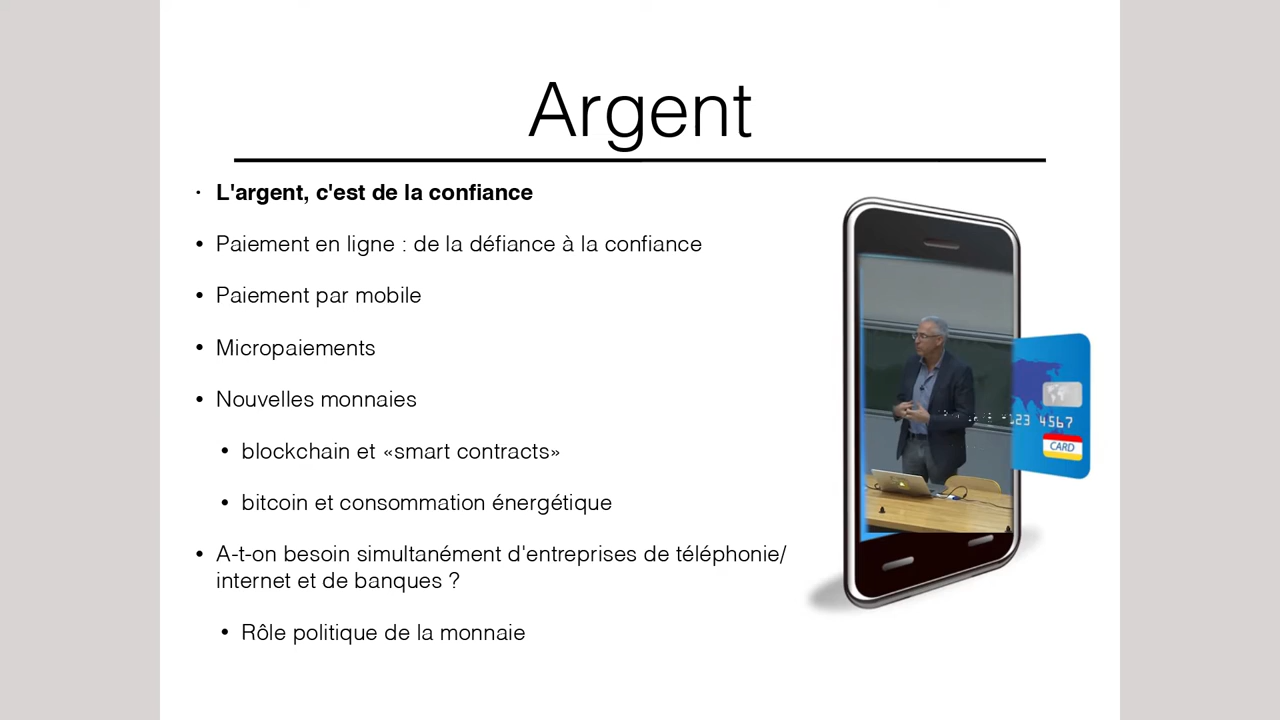 Argent
• L'argent, c'est de la confiance
• Paiement en ligne : de la défiance à la confiance
• Paiement par mobile
• Micropaiements
• Nouvelles monnaies
• blockchain et «smart contracts»
• bitcoin et consommation énergétique
• A-t-on besoin simultanément d'entreprises de téléphonie/
internet et de banques ?
• Rôle politique de la monnaie
123 4567
CARD